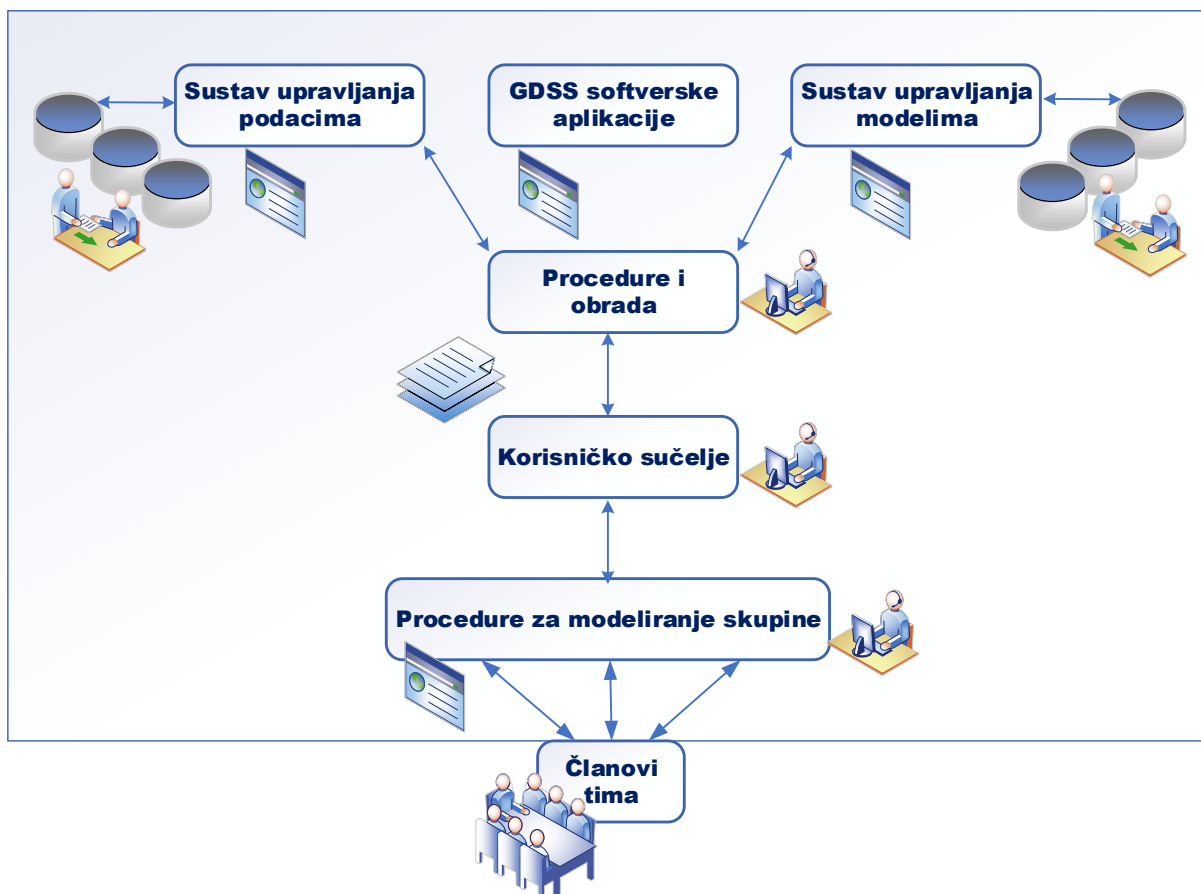 Sustav upravljanja
podacima
GDSS softverske
aplikacije
Sustav upravljanja
modelima
Procedure i
obrada
Korisničko sučelje
Procedure za modeliranje skupine
Članovi
tima